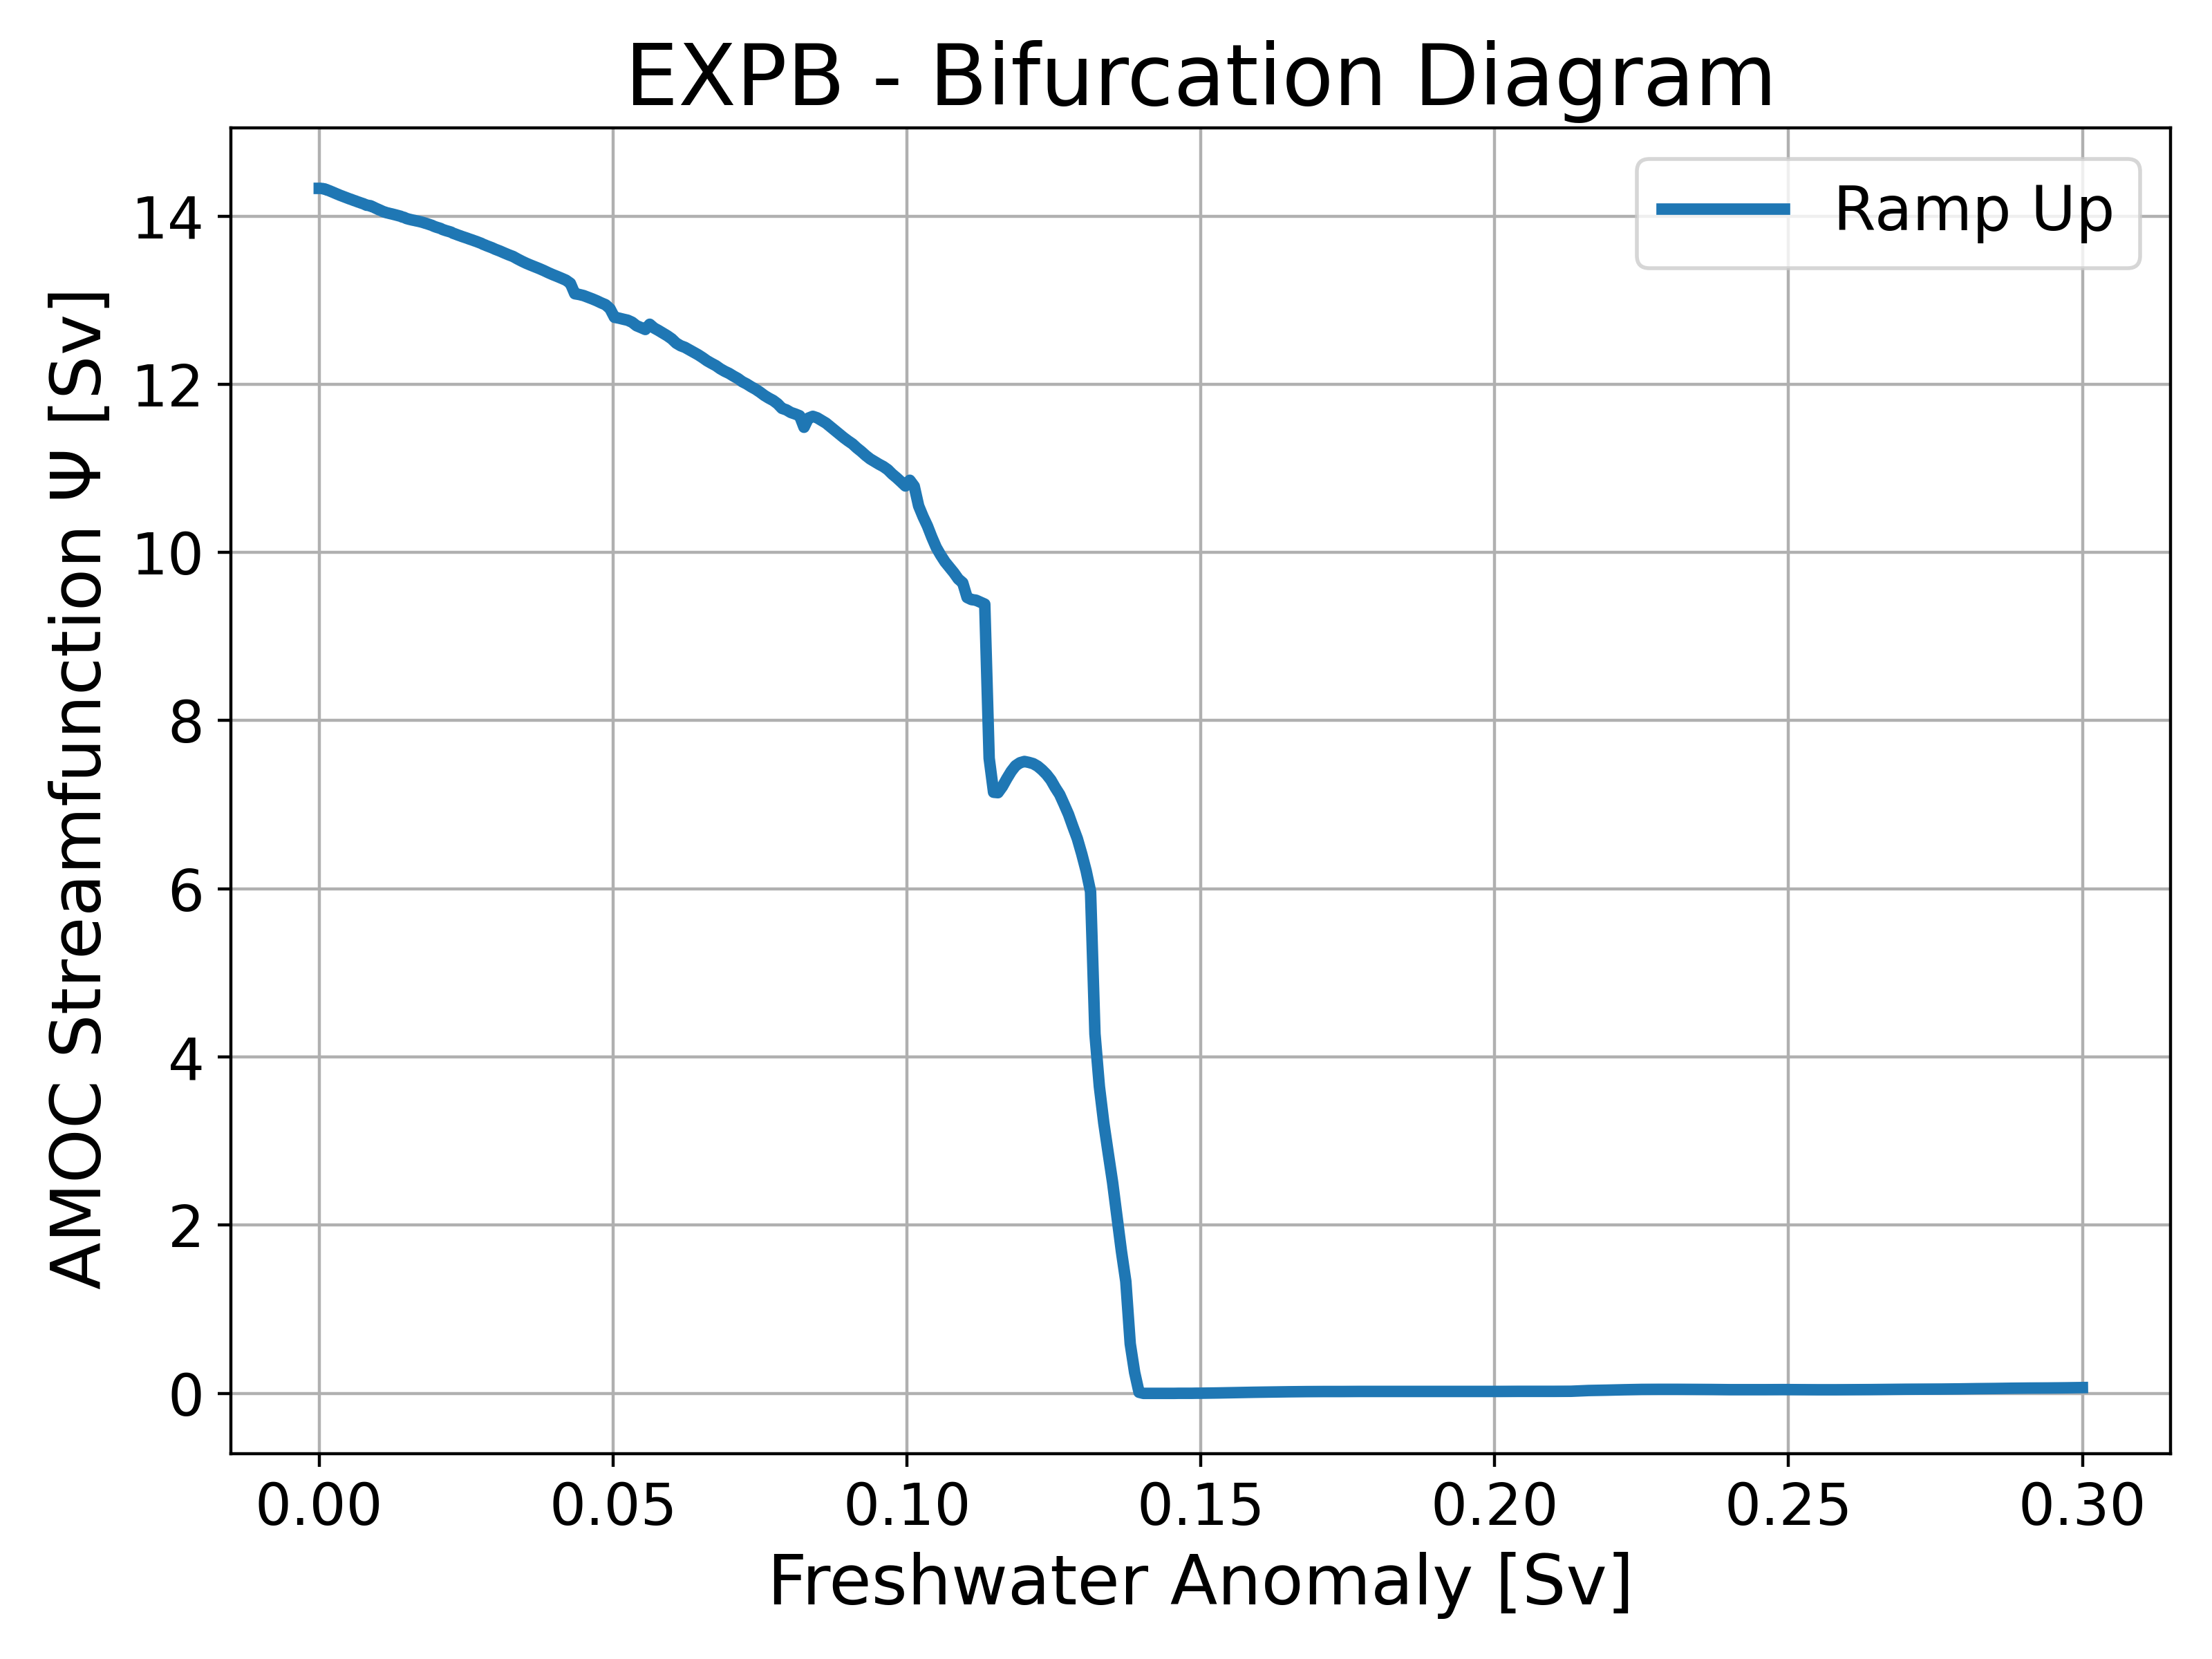 EXPB - Bifurcation Diagram
Ramp Up
AMOC Streamfunction Ψ [Sv]
14
12
10
8
6
4
2
0
0.00 0.05 0.10 0.15 0.20 0.25 0.30
Freshwater Anomaly [Sv]